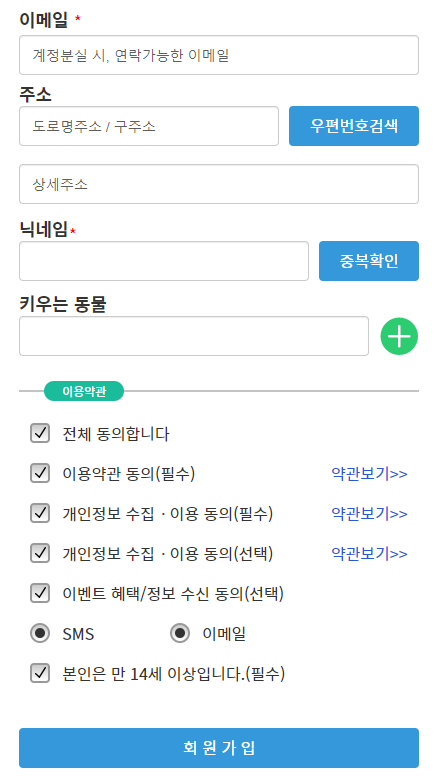 이메일 *
계정분실 시, 연락가능한 이메일
주소
도로명주소 / 구주소
우편번호검색
상세주소
닉네임*
중복확인
키우는 동물
이용약관
전체 동의합니다
이용약관 동의(필수) 약관보기>>
개인정보 수집ㆍ이용 동의(필수) 약관보기>>
개인정보 수집ㆍ이용 동의(선택) 약관보기>>
이벤트 혜택/정보 수신 동의(선택)
SMS 이메일
본인은 만 14세 이상입니다.(필수)
회 원 가 입